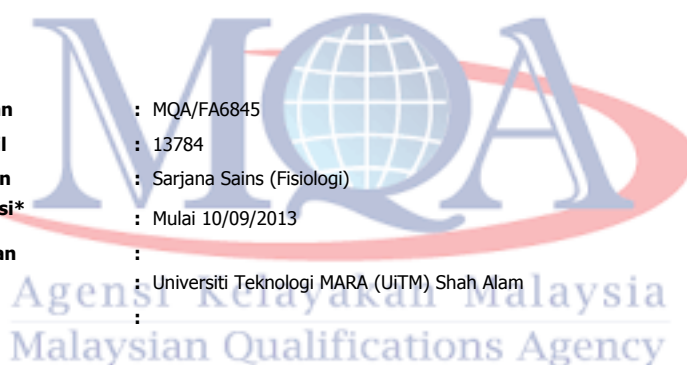 MQA
an : MQA/FA6845
l : 13784
n : Sarjana Sains (Fisiologi)
si* : Mulai 10/09/2013
an :
: Universiti Teknologi MARA (UiTM) Shah Alam
:
Agensi Kelayakan Malaysia
Malaysian Qualifications Agency